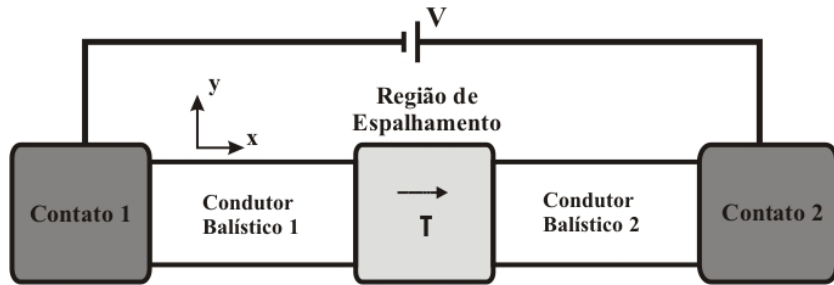 V
y
x
Região de
Espalhamento
Contato 1
Condutor
Balístico 1
T
Condutor
Balístico 2
Contato 2